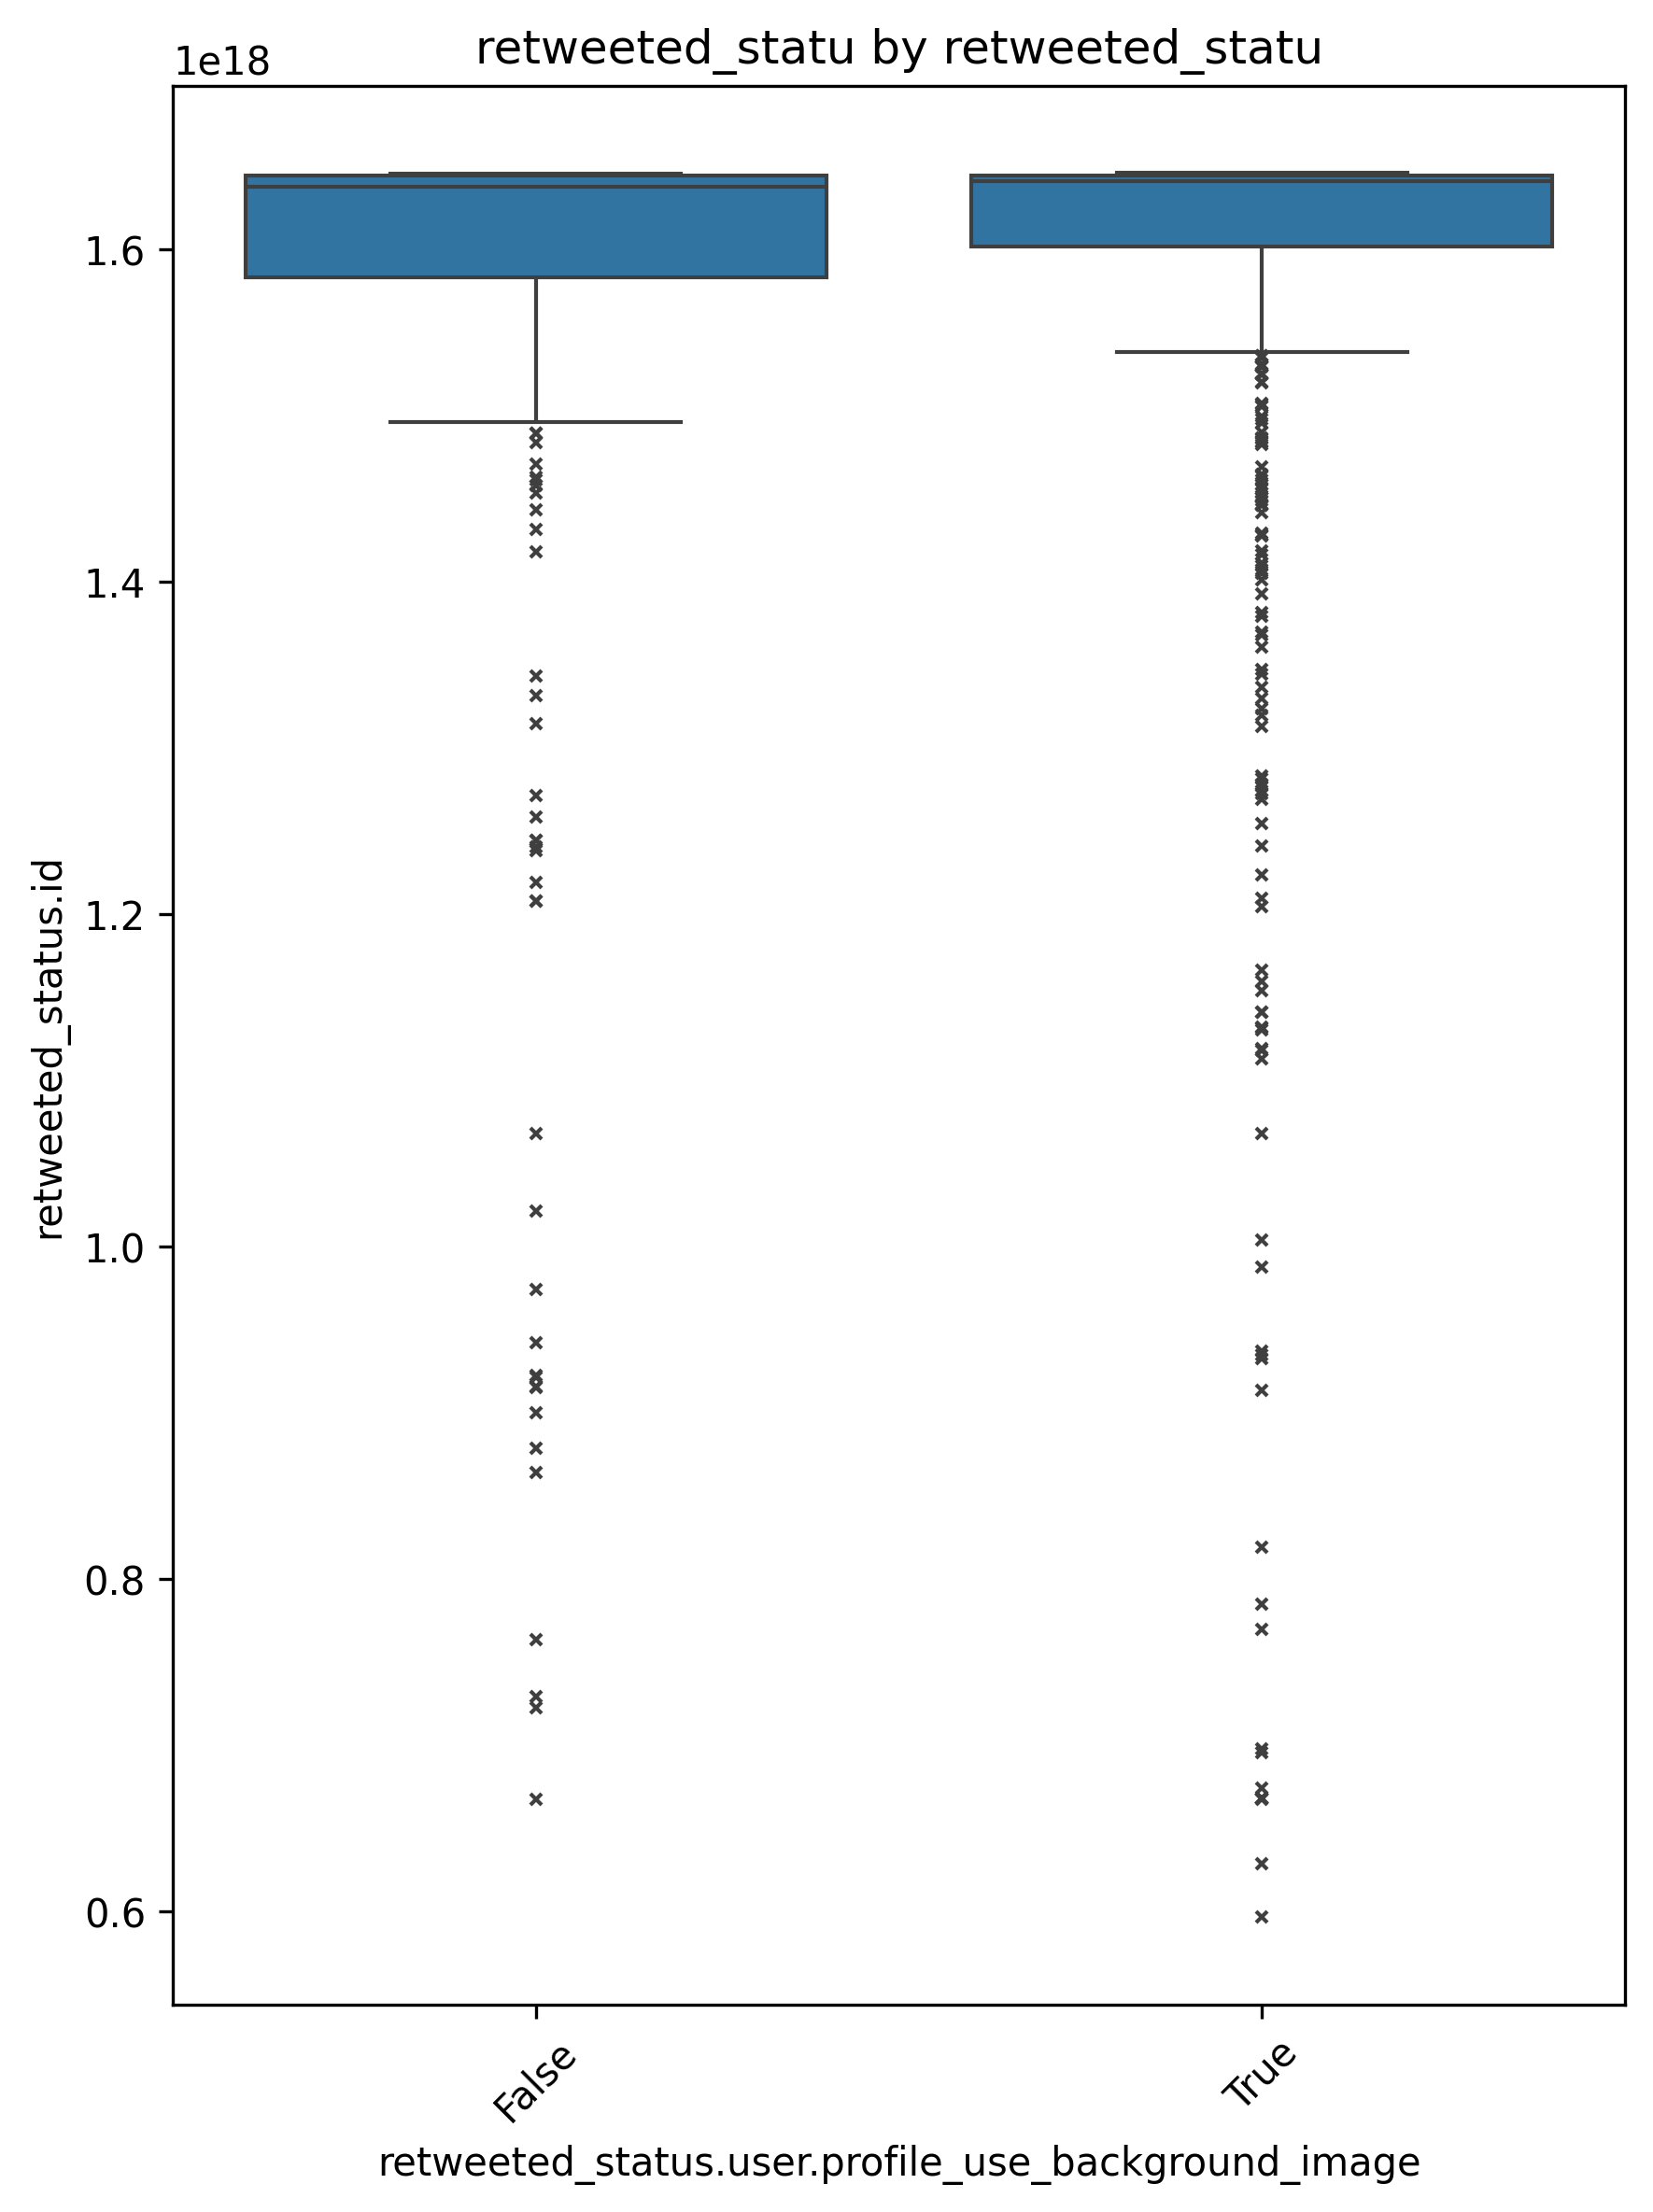 retweeted_statu by retweeted_statu
1e18
1.6
1.4
1.2
1.0
0.8
0.6
retweeted_status.id
False
True
retweeted_status.user.profile_use_background_image